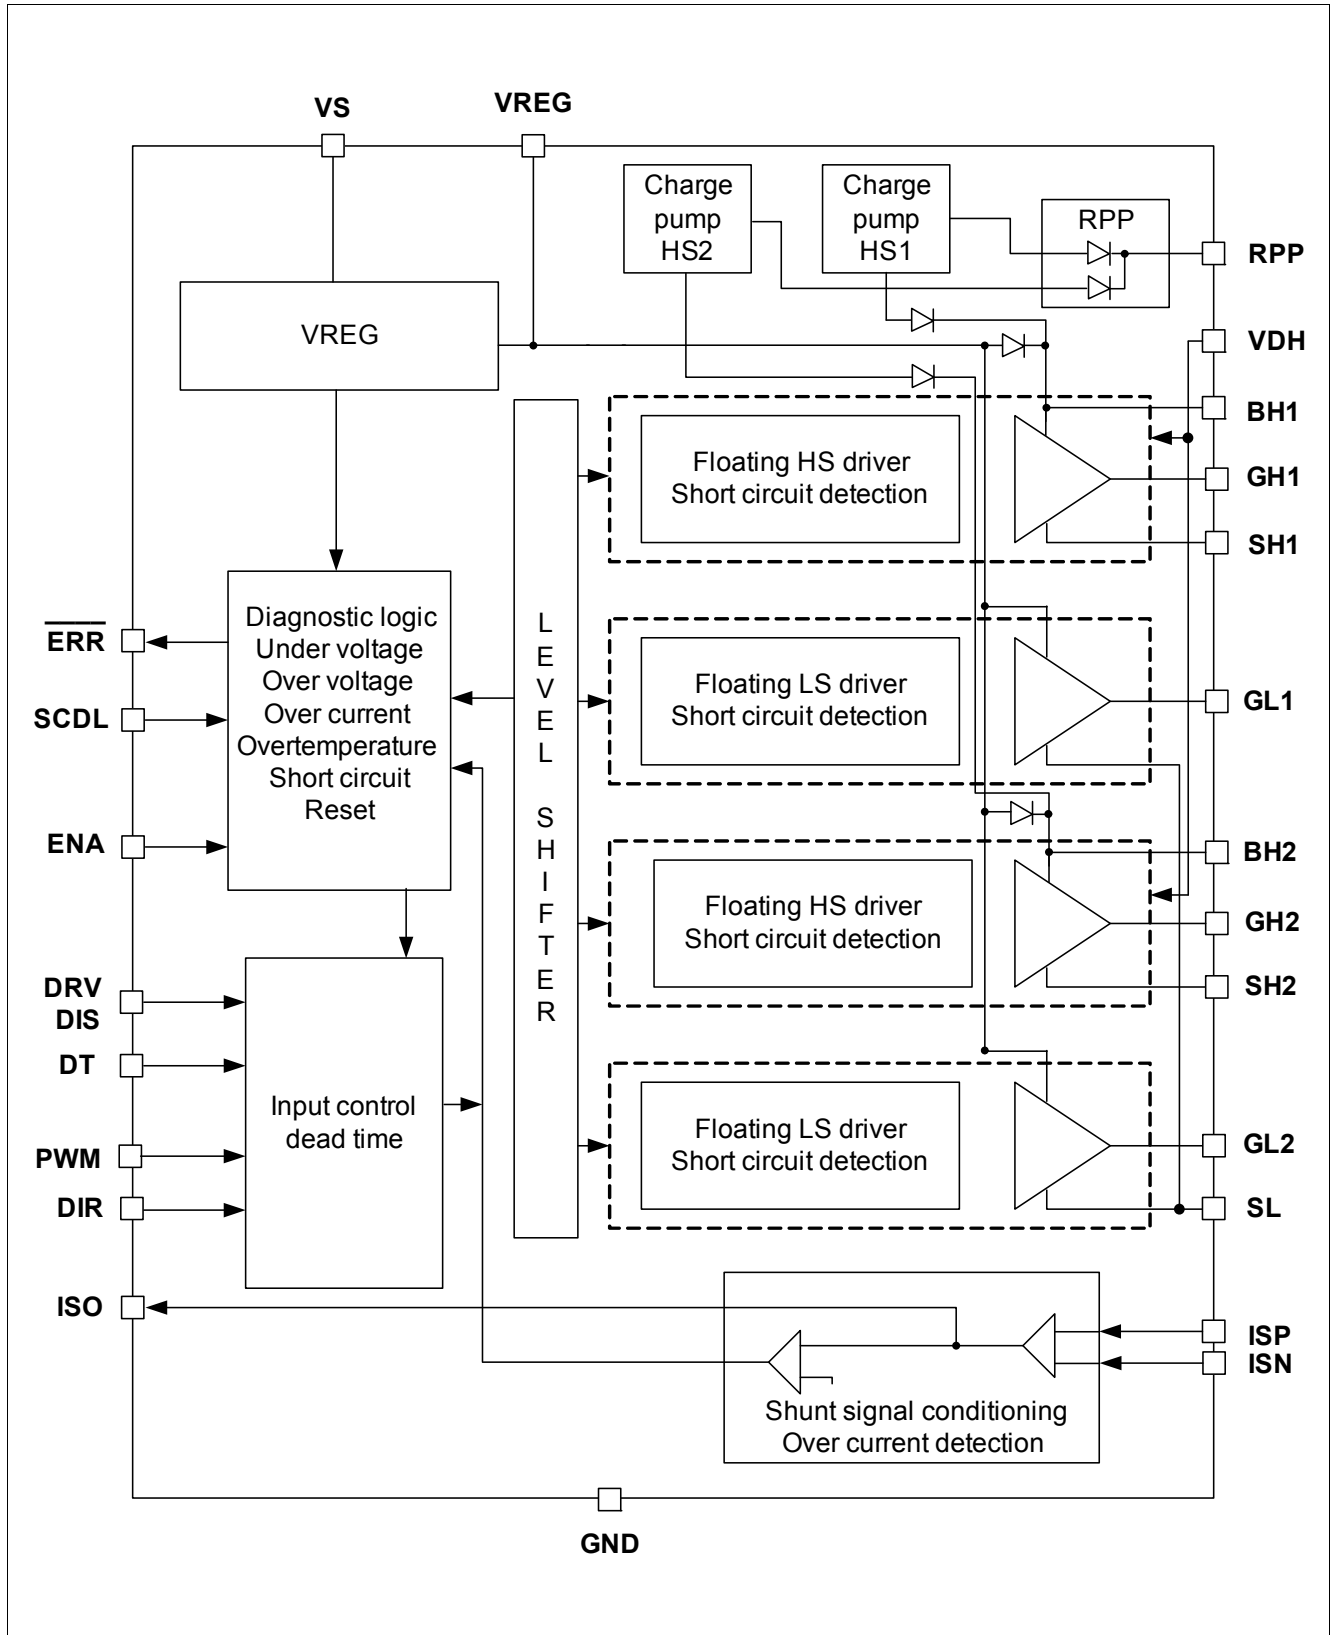 VS
VREG
Charge
pump
HS2
Charge
pump
HS1
RPP
RPP
VREG
VDH
BH1
Floating HS driver
Short circuit detection
GH1
SH1
ERR
SCDL
ENA
Diagnostic logic
Under voltage
Over voltage
Over current
Overtemperature
Short circuit
Reset
LEVEL SHIFTER
Floating LS driver
Short circuit detection
GL1
BH2
Floating HS driver
Short circuit detection
GH2
SH2
DRV
DIS
DT
PWM
DIR
Input control
dead time
Floating LS driver
Short circuit detection
GL2
SL
ISO
ISP
ISN
Shunt signal conditioning
Over current detection
GND